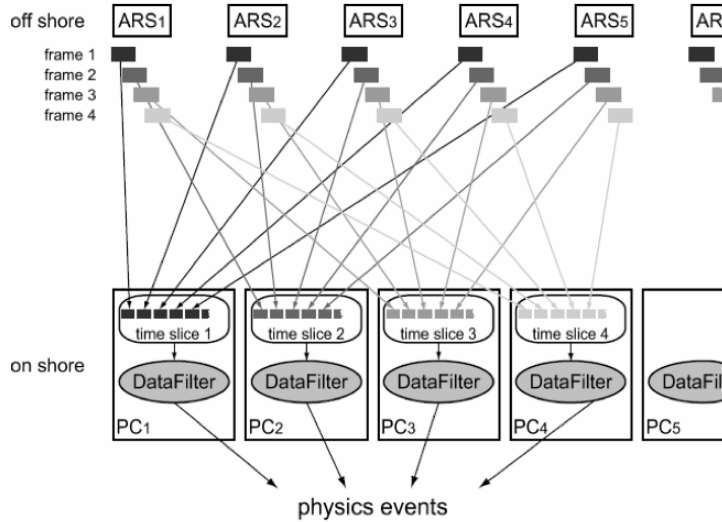 off shore ARS1 ARS2 ARS3 ARS4 ARS5 AR
frame 1
frame 2
frame 3
frame 4
time slice 1 time slice 2 time slice 3 time slice 4
on shore DataFilter DataFilter DataFilter DataFilter DataFil
PC1 PC2 PC3 PC4 PC5
physics events